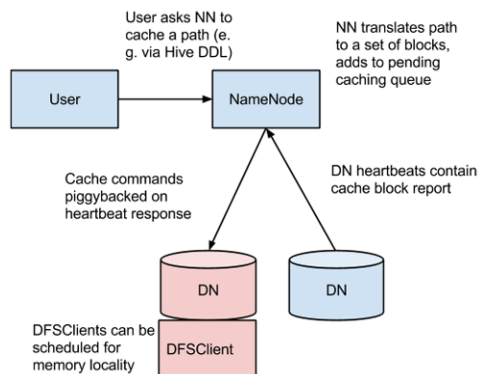 User asks NN to
cache a path (e.
g. via Hive DDL)
NN translates path
to a set of blocks,
adds to pending
caching queue
User
NameNode
Cache commands
piggybacked on
heartbeat response
DN heartbeats contain
cache block report
DN
DN
DFSClients can be
scheduled for
memory locality
DFSClient